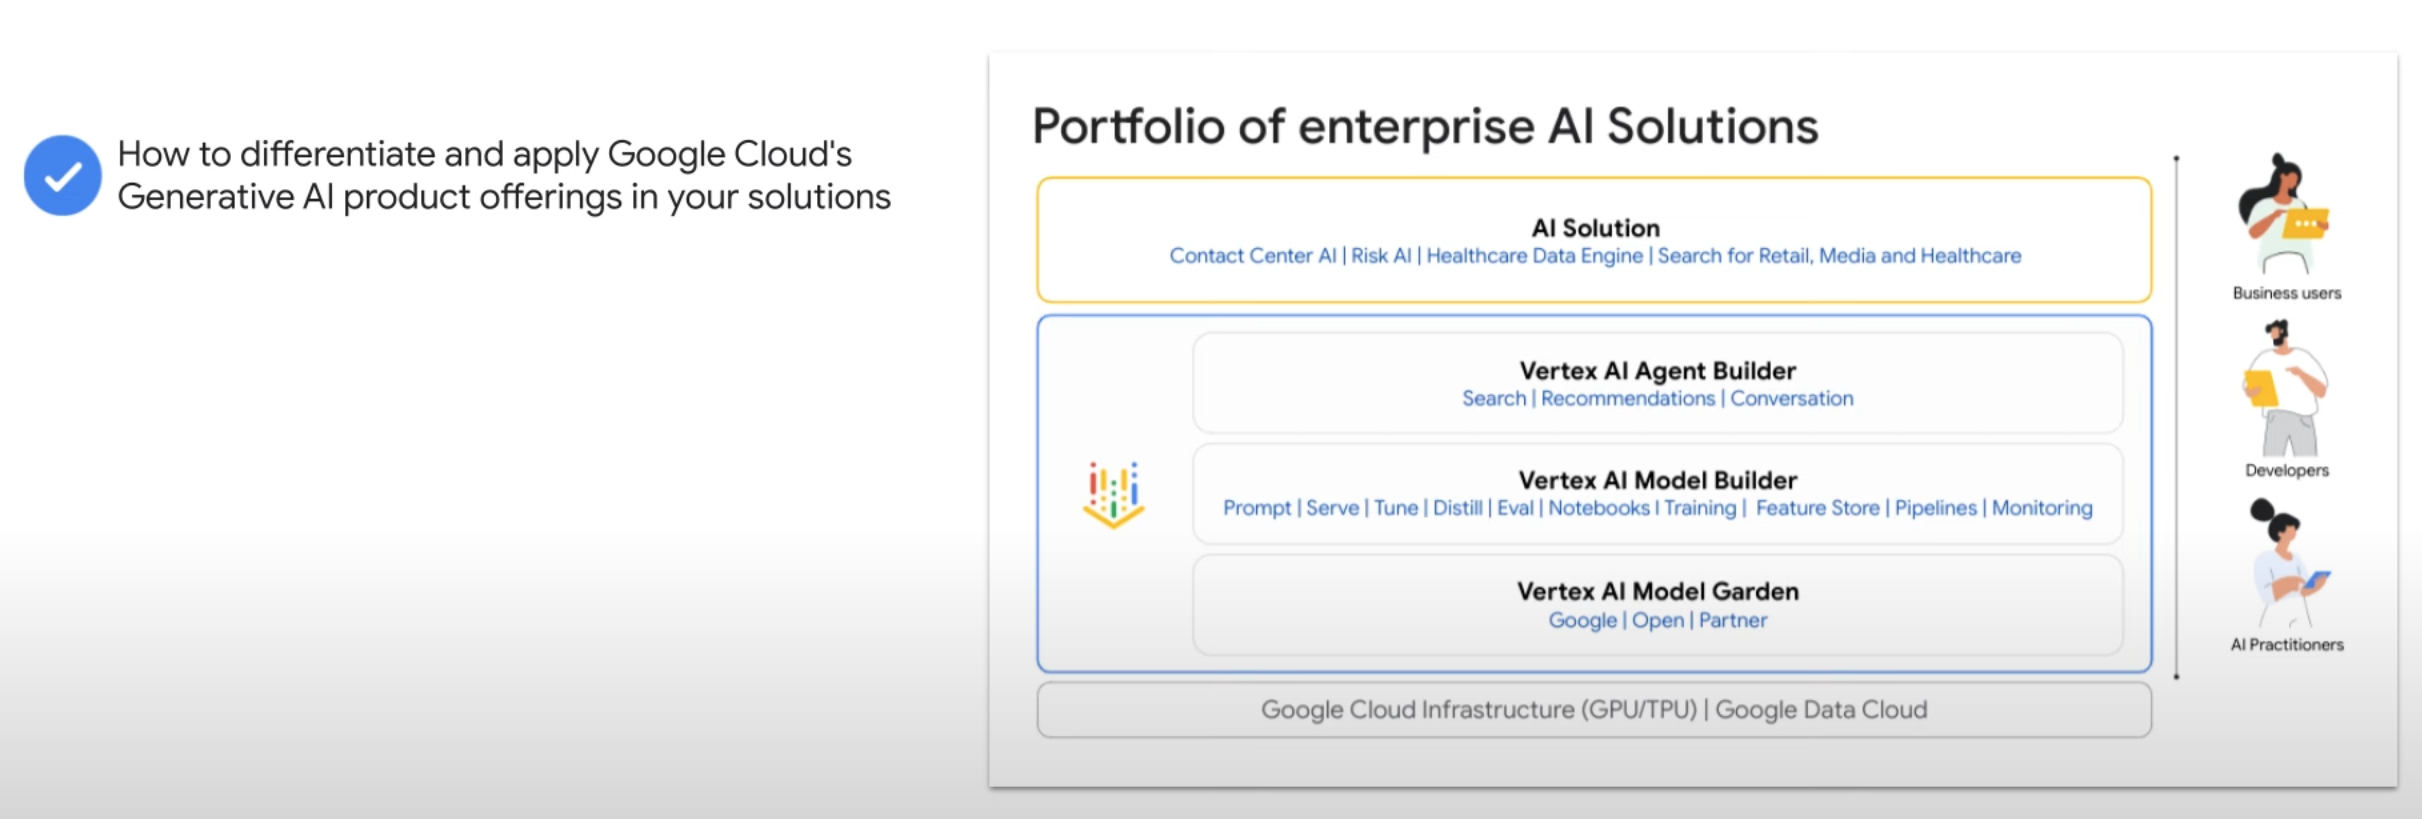 How to differentiate and apply Google Cloud's
Generative AI product offerings in your solutions
Portfolio of enterprise AI Solutions
AI Solution
Contact Center AI | Risk AI | Healthcare Data Engine | Search for Retail, Media and Healthcare
Vertex AI Agent Builder
Search | Recommendations | Conversation
Vertex AI Model Builder
Prompt | Serve | Tune | Distill | Eval | Notebooks I Training | Feature Store | Pipelines | Monitoring
Vertex AI Model Garden
Google | Open | Partner
Google Cloud Infrastructure (GPU/TPU) | Google Data Cloud
Business users
Developers
AI Practitioners